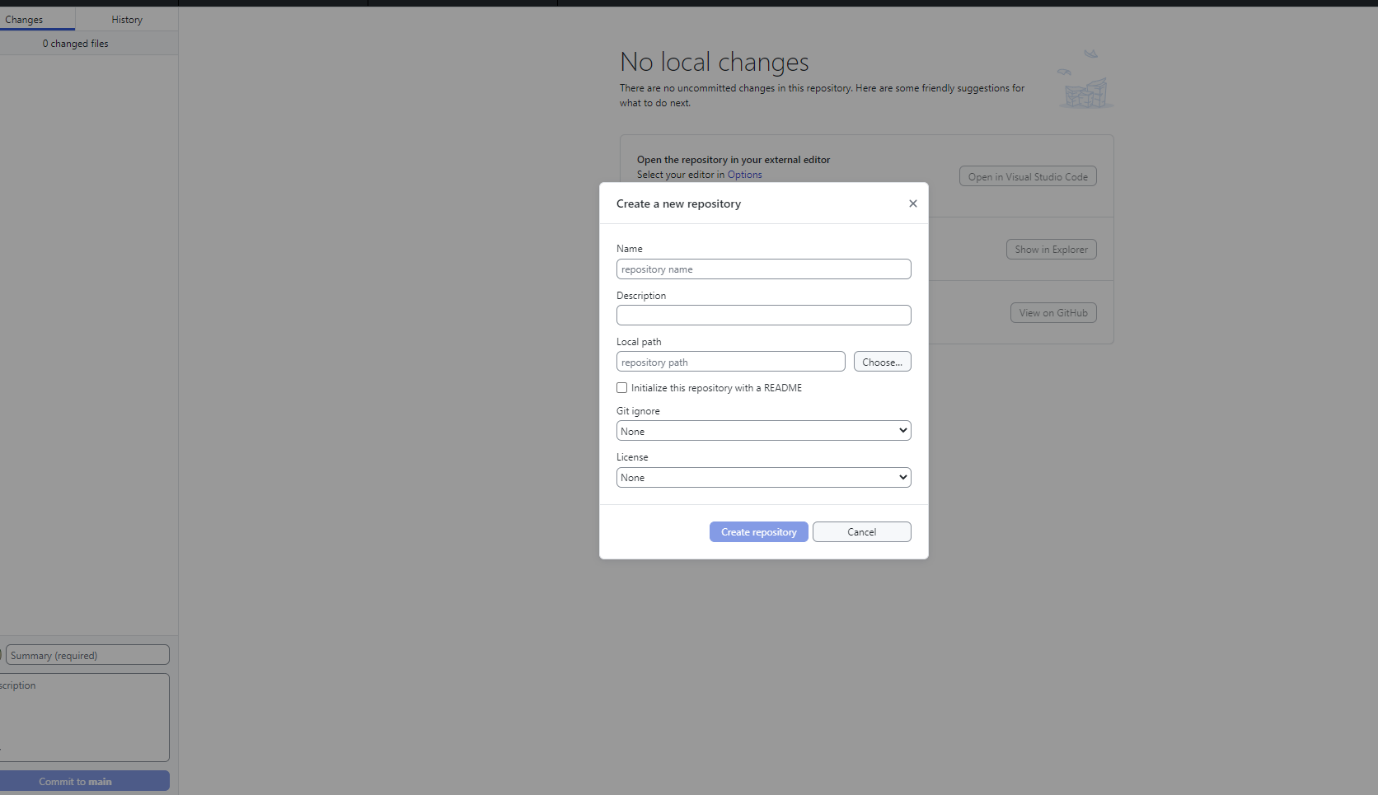 Changes
History
0 changed files
No local changes
There are no uncommitted changes in this repository. Here are some friendly suggestions for
what to do next.
Open the repository in your external editor
Select your editor in Options
Open in Visual Studio Code
Show in Explorer
View on GitHub
Create a new repository
Name
repository name
Description
Local path
repository path
Choose...
Initialize this repository with a README
Git ignore
None
License
None
Create repository
Cancel
Summary (required)
scription
Commit to main